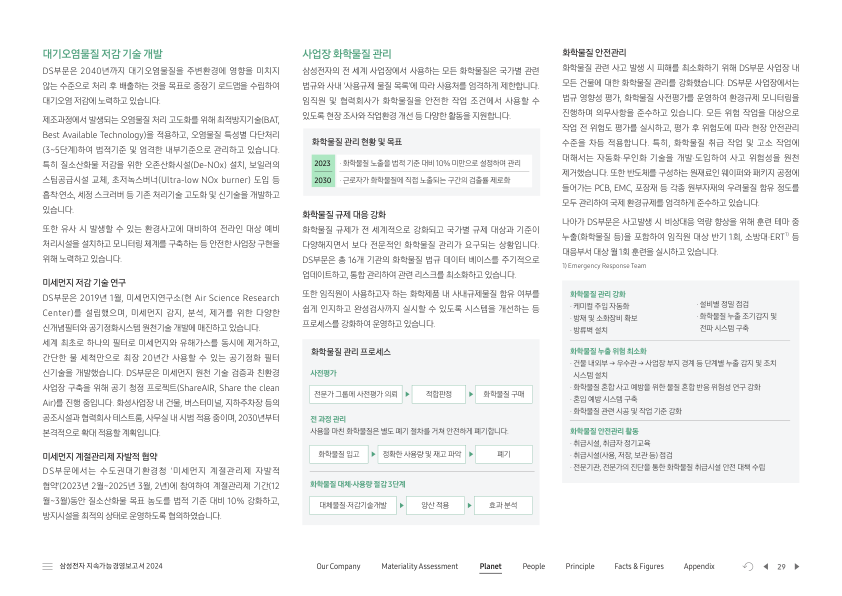 대기오염물질 저감 기술 개발
DS부문은 2040년까지 대기오염물질을 주변환경에 영향을 미치지
않는 수준으로 처리 후 배출하는 것을 목표로 중장기 로드맵을 수립하여
대기오염 저감에 노력하고 있습니다.
제조과정에서 발생되는 오염물질 처리 고도화를 위해 최적방지기술(BAT,
Best Available Technology)을 적용하고, 오염물질 특성별 다단처리
(3~5단계)하여 법적기준 및 엄격한 내부기준으로 관리하고 있습니다.
특히 질소산화물 저감을 위한 오존산화시설(De-NOx) 설치, 보일러의
스팀공급시설 교체, 초저녹스버너(Ultra-low NOx burner) 도입 등
흡착·연소, 세정 스크러버 등 기존 처리기술 고도화 및 신기술을 개발하고
있습니다.
또한 유사 시 발생할 수 있는 환경사고에 대비하여 전라인 대상 예비
처리시설을 설치하고 모니터링 체계를 구축하는 등 안전한 사업장 구현을
위해 노력하고 있습니다.
미세먼지 저감 기술 연구
DS부문은 2019년 1월, 미세먼지연구소(현 Air Science Research
Center)를 설립했으며, 미세먼지 감지, 분석, 제거를 위한 다양한
신개념필터와 공기정화시스템 원천기술 개발에 매진하고 있습니다.
세계 최초로 하나의 필터로 미세먼지와 유해가스를 동시에 제거하고,
간단한 물 세척만으로 최장 20년간 사용할 수 있는 공기정화 필터
신기술을 개발했습니다. DS부문은 미세먼지 원천 기술 검증과 친환경
사업장 구축을 위해 공기 청정 프로젝트(ShareAIR, Share the clean
Air)를 진행 중입니다. 화성사업장 내 건물, 버스터미널, 지하주차장 등의
공조시설과 협력회사 테스트룸, 사무실 내 시범 적용 중이며, 2030년부터
본격적으로 확대 적용할 계획입니다.
미세먼지 계절관리제 자발적 협약
DS부문에서는 수도권대기환경청 '미세먼지 계절관리제 자발적
협약'(2023년 2월~2025년 3월, 2년)에 참여하여 계절관리제 기간(12
월~3월)동안 질소산화물 목표 농도를 법적 기준 대비 10% 강화하고,
방지시설을 최적의 상태로 운영하도록 협의하였습니다.
사업장 화학물질 관리
삼성전자의 전 세계 사업장에서 사용하는 모든 화학물질은 국가별 관련
법규와 사내 '사용규제 물질 목록'에 따라 사용처를 엄격하게 제한합니다.
임직원 및 협력회사가 화학물질을 안전한 작업 조건에서 사용할 수
있도록 현장 조사와 작업환경 개선 등 다양한 활동을 지원합니다.
화학물질 관리 현황 및 목표
2023 · 화학물질 노출을 법적 기준 대비 10% 미만으로 설정하여 관리
2030 · 근로자가 화학물질에 직접 노출되는 구간의 검출률 제로화
화학물질 규제 대응 강화
화학물질 규제가 전 세계적으로 강화되고 국가별 규제 대상과 기준이
다양해지면서 보다 전문적인 화학물질 관리가 요구되는 상황입니다.
DS부문은 총 16개 기관의 화학물질 법규 데이터 베이스를 주기적으로
업데이트하고, 통합 관리하여 관련 리스크를 최소화하고 있습니다.
또한 임직원이 사용하고자 하는 화학제품 내 사내규제물질 함유 여부를
쉽게 인지하고 완성검사까지 실시할 수 있도록 시스템을 개선하는 등
프로세스를 강화하여 운영하고 있습니다.
화학물질 관리 프로세스
사전평가
전문가 그룹에 사전평가 의뢰
적합판정
화학물질 구매
전 과정 관리
사용을 마친 화학물질은 별도 폐기 절차를 거쳐 안전하게 폐기합니다.
화학물질 입고
정확한 사용량 및 재고 파악
폐기
화학물질 대체·사용량 절감 3단계
대체물질·저감기술개발
양산 적용
효과 분석
화학물질 안전관리
화학물질 관련 사고 발생 시 피해를 최소화하기 위해 DS부문 사업장 내
모든 건물에 대한 화학물질 관리를 강화했습니다. DS부문 사업장에서는
법규 영향성 평가, 화학물질 사전평가를 운영하여 환경규제 모니터링을
진행하며 의무사항을 준수하고 있습니다. 모든 위험 작업을 대상으로
작업 전 위험도 평가를 실시하고, 평가 후 위험도에 따라 현장 안전관리
수준을 차등 적용합니다. 특히, 화학물질 취급 작업 및 고소 작업에
대해서는 자동화·무인화 기술을 개발·도입하여 사고 위험성을 원천
제거했습니다. 또한 반도체를 구성하는 원재료인 웨이퍼와 패키지 공정에
들어가는 PCB, EMC, 포장재 등 각종 원부자재의 우려물질 함유 정도를
모두 관리하여 국제 환경규제를 엄격하게 준수하고 있습니다.
나아가 DS부문은 사고발생 시 비상대응 역량 향상을 위해 훈련 테마 중
누출(화학물질 등)을 포함하여 임직원 대상 반기 1회, 소방대·ERT1) 등
대응부서 대상 월 1회 훈련을 실시하고 있습니다.
1) Emergency Response Team
화학물질 관리 강화
· 케미컬 주입 자동화
· 방재 및 소화장비 확보
· 방류벽 설치
· 설비별 정밀 점검
· 화학물질 누출 조기감지 및
전파 시스템 구축
화학물질 누출 위험 최소화
· 건물 내외부 → 우수관 → 사업장 부지 경계 등 단계별 누출 감지 및 조치
시스템 설치
· 화학물질 혼합 사고 예방을 위한 물질 혼합 반응 위험성 연구 강화
· 혼입 예방 시스템 구축
· 화학물질 관련 시공 및 작업 기준 강화
화학물질 안전관리 활동
· 취급시설, 취급자 정기교육
· 취급시설(사용, 저장, 보관 등) 점검
· 전문기관, 전문가의 진단을 통한 화학물질 취급시설 안전 대책 수립
삼성전자 지속가능경영보고서 2024
Our Company Materiality Assessment Planet People Principle Facts & Figures Appendix 29